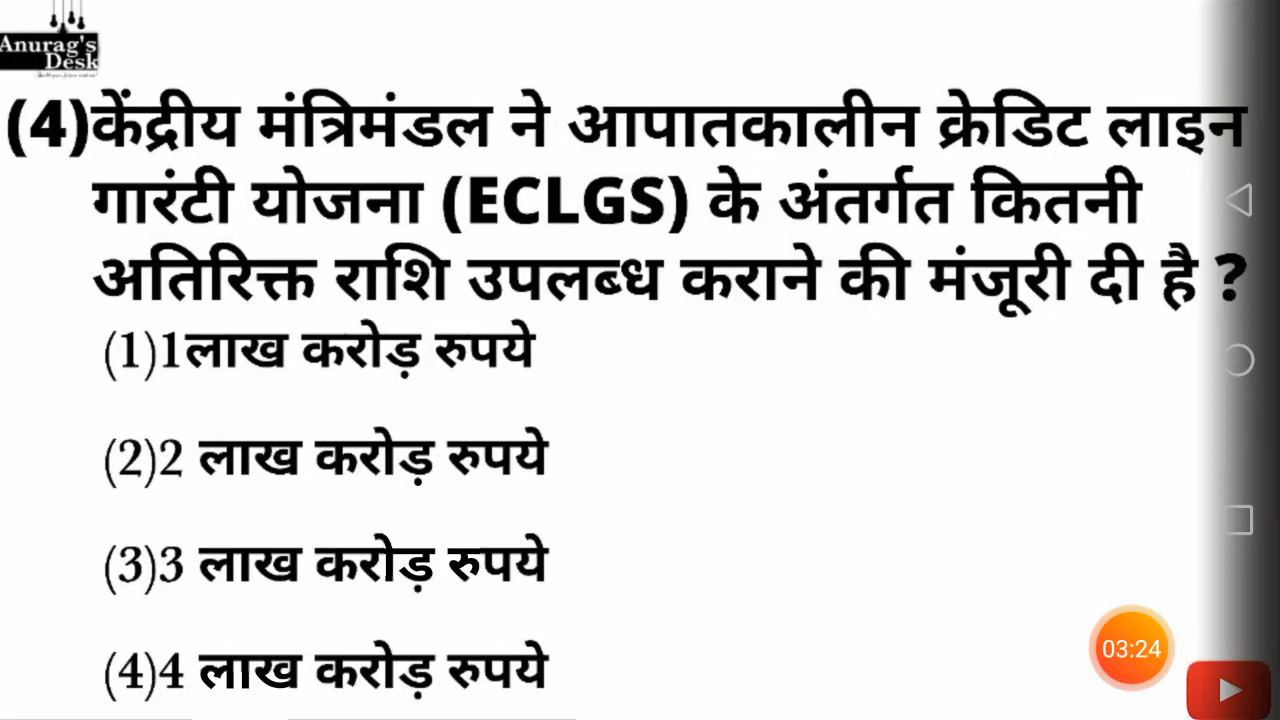 Anurag's
Desk
(4)केंद्रीय मंत्रिमंडल ने आपातकालीन क्रेडिट लाइन
गारंटी योजना (ECLGS) के अंतर्गत कितनी
अतिरिक्त राशि उपलब्ध कराने की मंजूरी दी है ?
(1)1लाख करोड़ रुपये
(2)2 लाख करोड़ रुपये
(3)3 लाख करोड़ रुपये
(4)4 लाख करोड़ रुपये
03:24